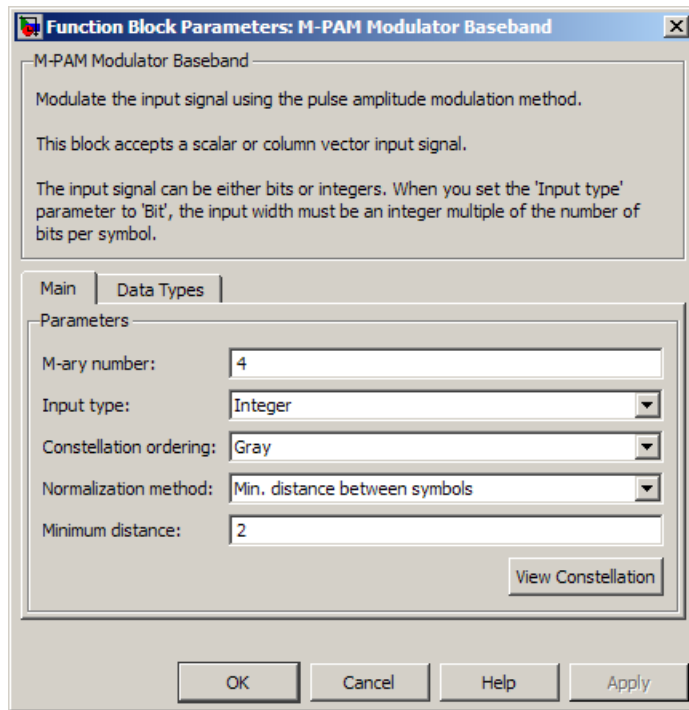 Function Block Parameters: M-PAM Modulator Baseband
M-PAM Modulator Baseband
Modulate the input signal using the pulse amplitude modulation method.
This block accepts a scalar or column vector input signal.
The input signal can be either bits or integers. When you set the 'Input type'
parameter to 'Bit', the input width must be an integer multiple of the number of
bits per symbol.
Main Data Types
Parameters
M-ary number: 4
Input type: Integer
Constellation ordering: Gray
Normalization method: Min. distance between symbols
Minimum distance: 2
View Constellation
OK Cancel Help Apply